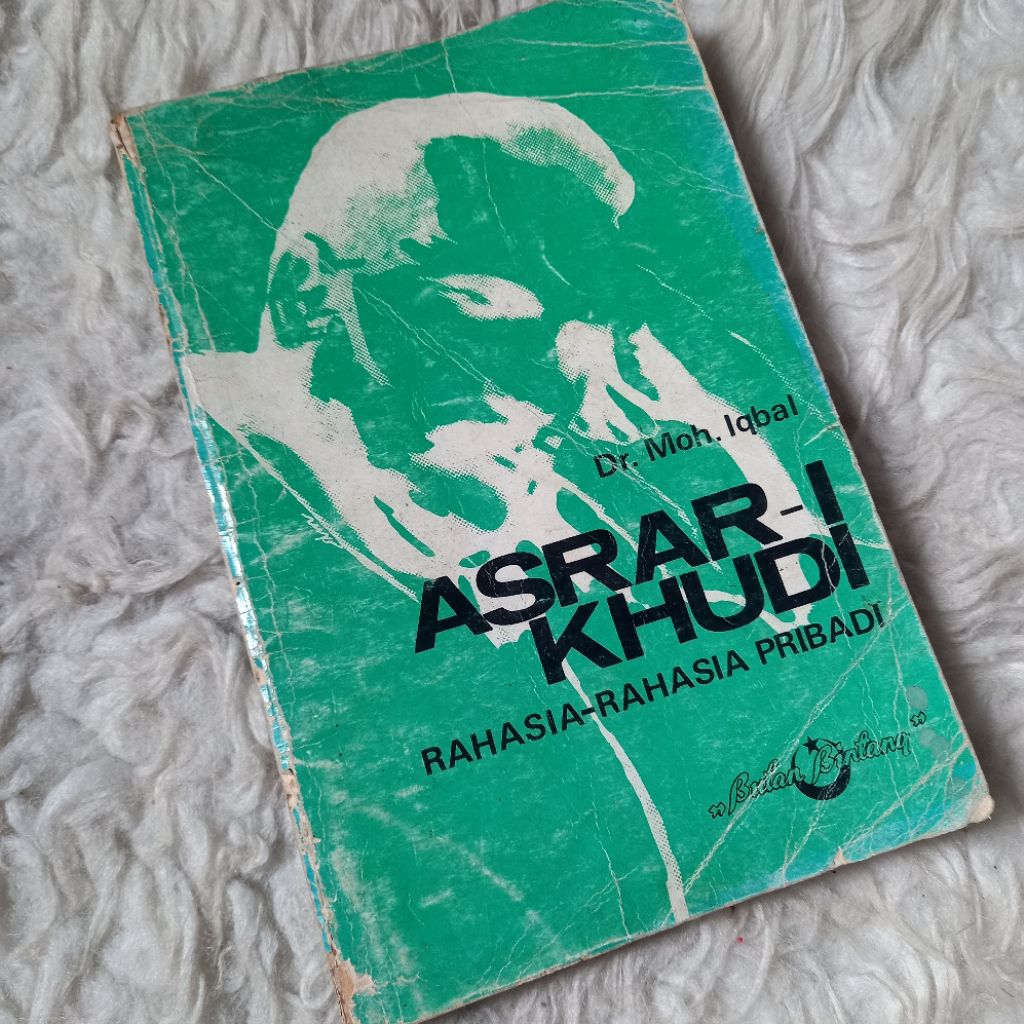 Dr. Moh. Iqbal
ASRAR-I
KHUDI
RAHASIA-RAHASIA PRIBADI
„Bulan Bintang”